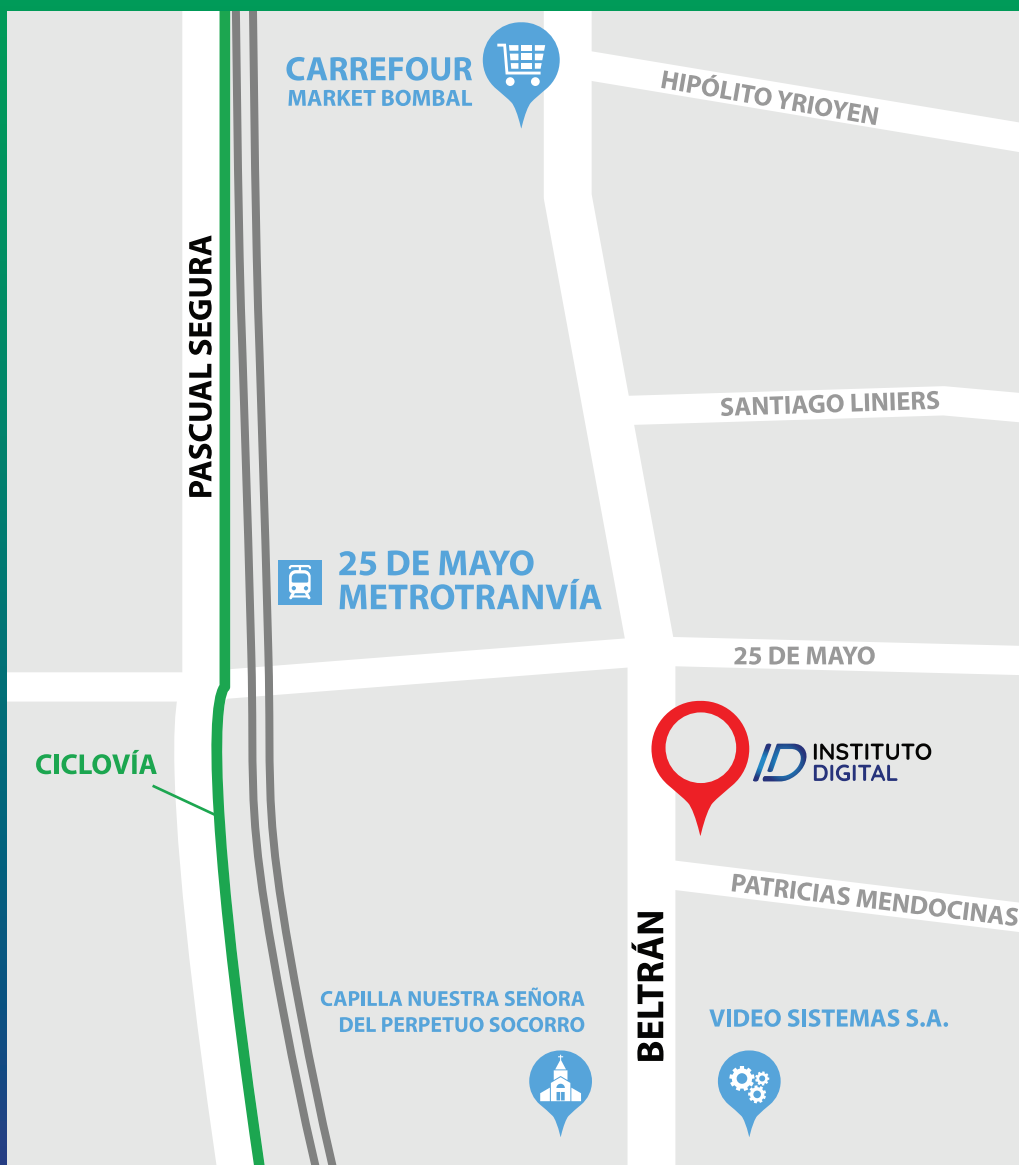 CARREFOUR
MARKET BOMBAL
HIPÓLITO YRIOYEN
PASCUAL SEGURA
SANTIAGO LINIERS
25 DE MAYO
METROTRANVÍA
25 DE MAYO
CICLOVÍA
ID INSTITUTO
DIGITAL
PATRICIAS MENDOCINAS
BELTRÁN
CAPILLA NUESTRA SEÑORA
DEL PERPETUO SOCORRO
VIDEO SISTEMAS S.A.